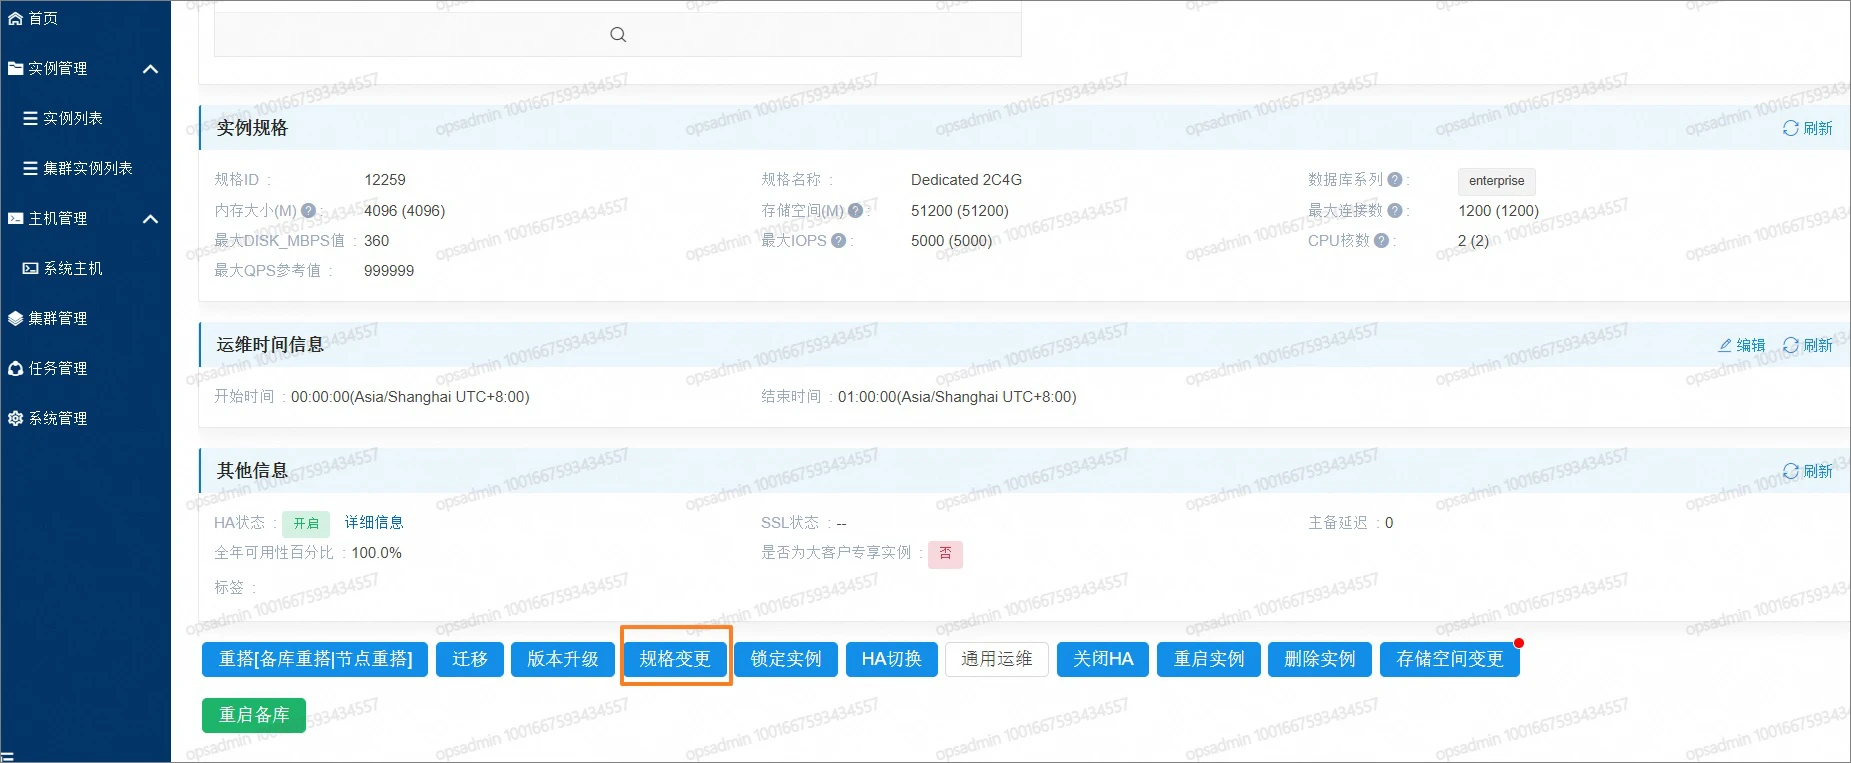 首页
实例管理
实例列表
集群实例列表
主机管理
系统主机
集群管理
任务管理
系统管理
实例规格
刷新
规格ID : 12259
规格名称 : Dedicated 2C4G
数据库系列 ? : enterprise
内存大小(M) ? : 4096 (4096)
存储空间(M) ? : 51200 (51200)
最大连接数 ? : 1200 (1200)
最大DISK_MBPS值 : 360
最大IOPS ? : 5000 (5000)
CPU核数 ? : 2 (2)
最大QPS参考值 : 999999
运维时间信息
编辑 刷新
开始时间 : 00:00:00(Asia/Shanghai UTC+8:00)
结束时间 : 01:00:00(Asia/Shanghai UTC+8:00)
其他信息
刷新
HA状态 : 开启 详细信息
SSL状态 : --
主备延迟 : 0
全年可用性百分比 : 100.0%
是否为大客户专享实例 : 否
标签 :
重搭[备库重搭|节点重搭] 迁移 版本升级 规格变更 锁定实例 HA切换 通用运维 关闭HA 重启实例 删除实例 存储空间变更
重启备库
opsadmin 1001667593434557